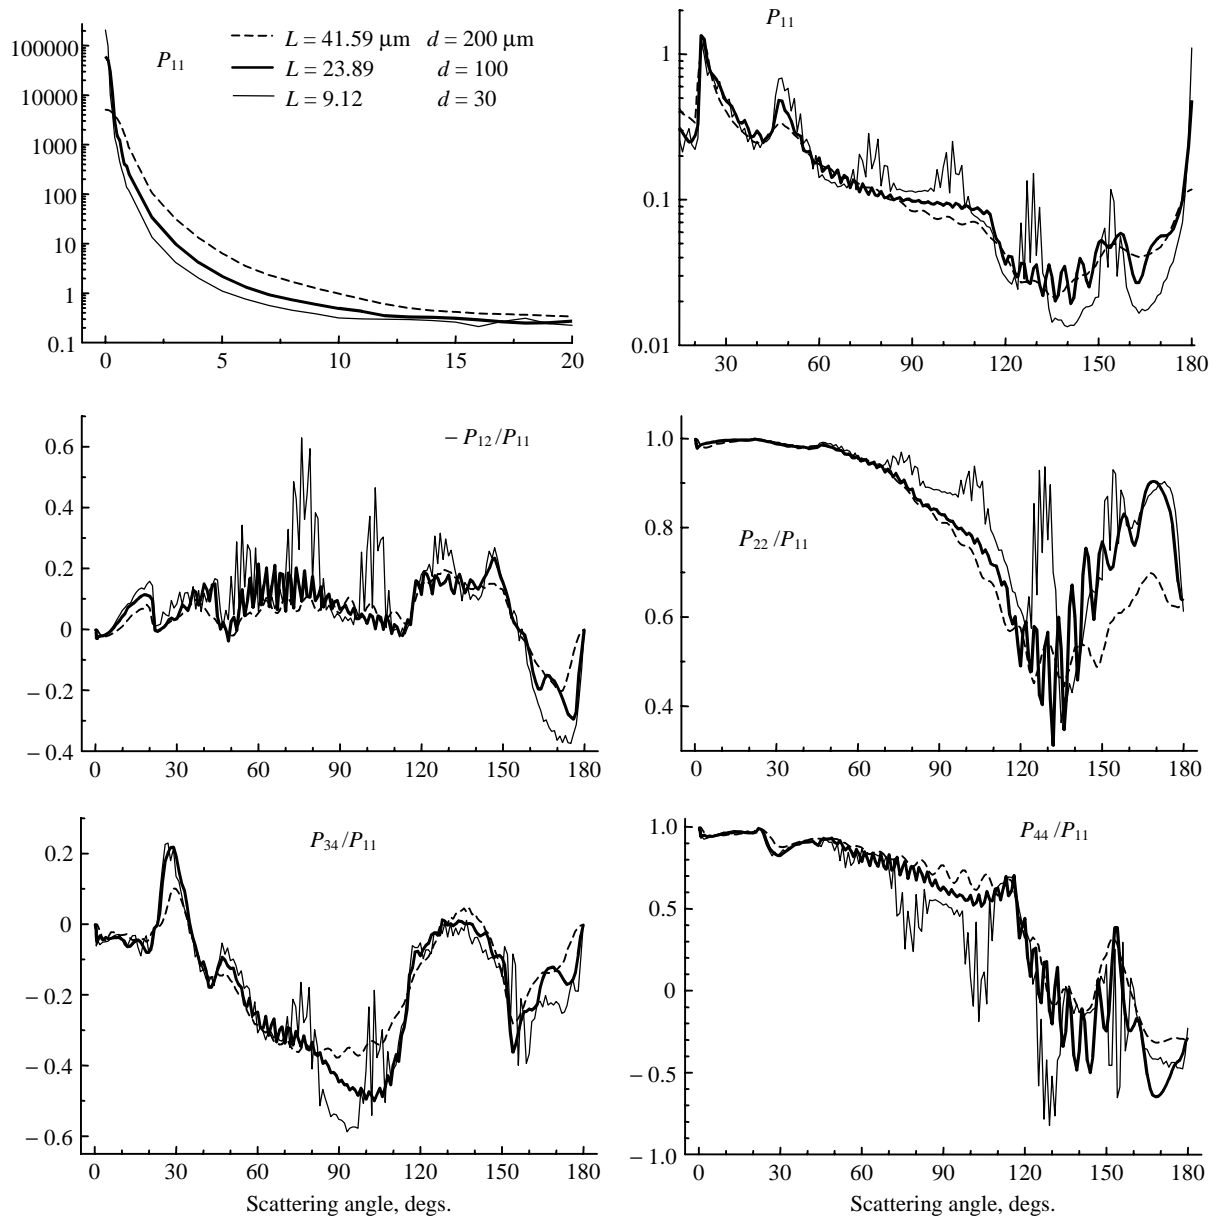 P₁₁
L = 41.59 µm d = 200 µm
L = 23.89 d = 100
L = 9.12 d = 30
100000
10000
1000
100
10
1
0.1
0 5 10 15 20
P₁₁
1
0.1
0.01
30 60 90 120 150 180
– P₁₂ /P₁₁
0.6
0.4
0.2
0
– 0.2
– 0.4
0 30 60 90 120 150 180
P₂₂ /P₁₁
1.0
0.8
0.6
0.4
0 30 60 90 120 150 180
P₃₄ /P₁₁
0.2
0
– 0.2
– 0.4
– 0.6
0 30 60 90 120 150 180
Scattering angle, degs.
P₄₄ /P₁₁
1.0
0.5
0
– 0.5
– 1.0
0 30 60 90 120 150 180
Scattering angle, degs.